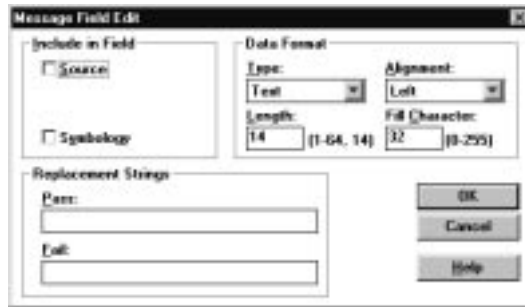 Message Field Edit
Include in Field
Source
Symbology
Data Format
Type:
Alignment:
Text
Left
Length:
Fill Character:
14 (1-64, 14)
32 (0-255)
Replacement Strings
Pass:
Fail:
OK
Cancel
Help